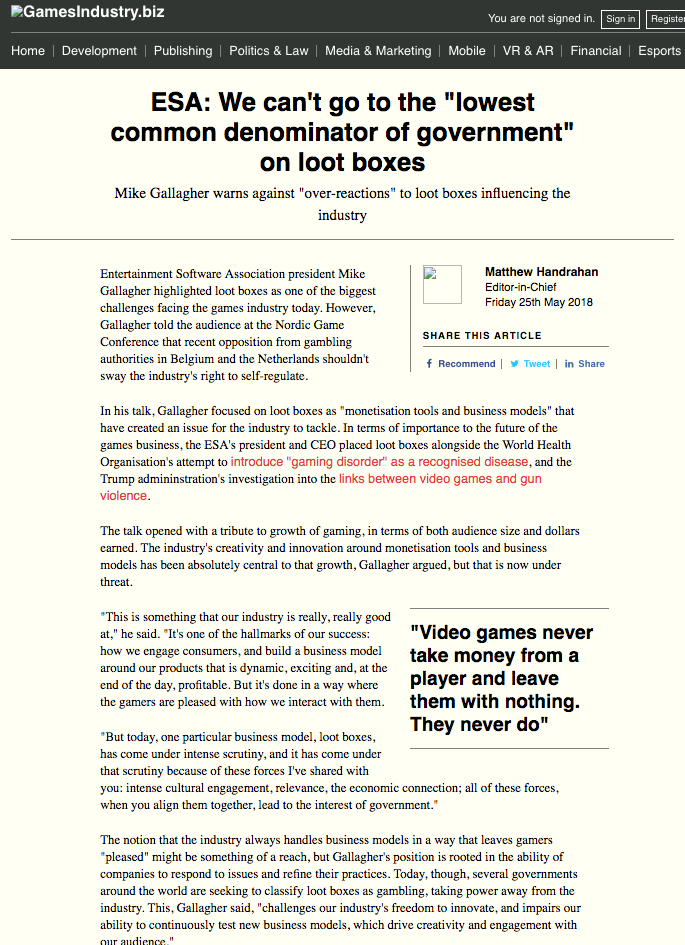 GamesIndustry.biz
You are not signed in. Sign in Register
Home | Development | Publishing | Politics & Law | Media & Marketing | Mobile | VR & AR | Financial | Esports
ESA: We can't go to the "lowest
common denominator of government"
on loot boxes
Mike Gallagher warns against "over-reactions" to loot boxes influencing the
industry
Entertainment Software Association president Mike
Gallagher highlighted loot boxes as one of the biggest
challenges facing the games industry today. However,
Gallagher told the audience at the Nordic Game
Conference that recent opposition from gambling
authorities in Belgium and the Netherlands shouldn't
sway the industry's right to self-regulate.
Matthew Handrahan
Editor-in-Chief
Friday 25th May 2018
SHARE THIS ARTICLE
Recommend | Tweet | Share
In his talk, Gallagher focused on loot boxes as "monetisation tools and business models" that
have created an issue for the industry to tackle. In terms of importance to the future of the
games business, the ESA's president and CEO placed loot boxes alongside the World Health
Organisation's attempt to introduce "gaming disorder" as a recognised disease, and the
Trump admininstration's investigation into the links between video games and gun
violence.
The talk opened with a tribute to growth of gaming, in terms of both audience size and dollars
earned. The industry's creativity and innovation around monetisation tools and business
models has been absolutely central to that growth, Gallagher argued, but that is now under
threat.
"This is something that our industry is really, really good
at," he said. "It's one of the hallmarks of our success:
how we engage consumers, and build a business model
around our products that is dynamic, exciting and, at the
end of the day, profitable. But it's done in a way where
the gamers are pleased with how we interact with them.
"Video games never
take money from a
player and leave
them with nothing.
They never do"
"But today, one particular business model, loot boxes,
has come under intense scrutiny, and it has come under
that scrutiny because of these forces I've shared with
you: intense cultural engagement, relevance, the economic connection; all of these forces,
when you align them together, lead to the interest of government."
The notion that the industry always handles business models in a way that leaves gamers
"pleased" might be something of a reach, but Gallagher's position is rooted in the ability of
companies to respond to issues and refine their practices. Today, though, several governments
around the world are seeking to classify loot boxes as gambling, taking power away from the
industry. This, Gallagher said, "challenges our industry's freedom to innovate, and impairs our
ability to continuously test new business models, which drive creativity and engagement with
our audience."